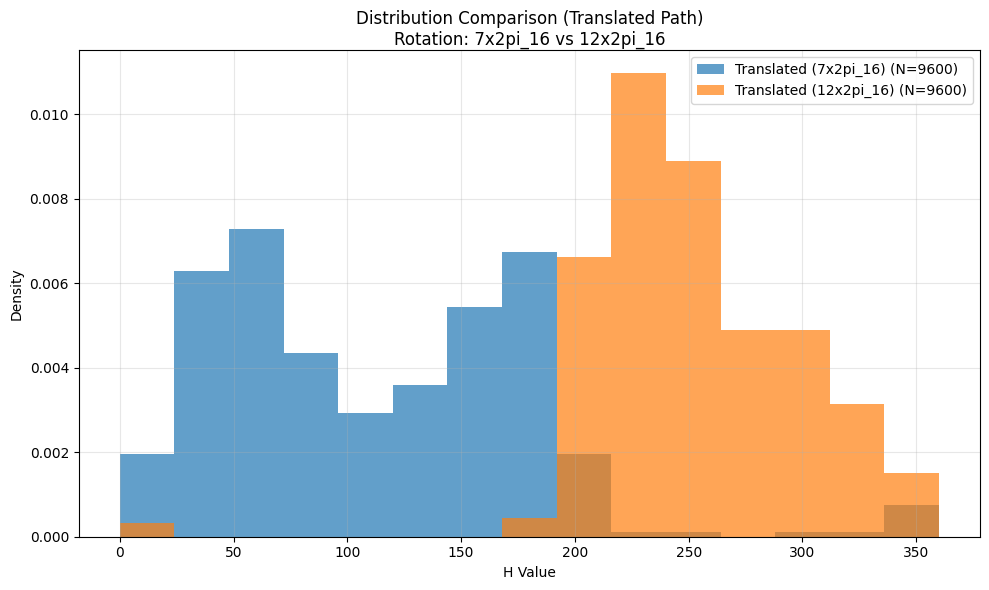 Distribution Comparison (Translated Path)
Rotation: 7x2pi_16 vs 12x2pi_16
Translated (7x2pi_16) (N=9600)
Translated (12x2pi_16) (N=9600)
0.010
0.008
0.006
0.004
0.002
0.000
Density
0 50 100 150 200 250 300 350
H Value